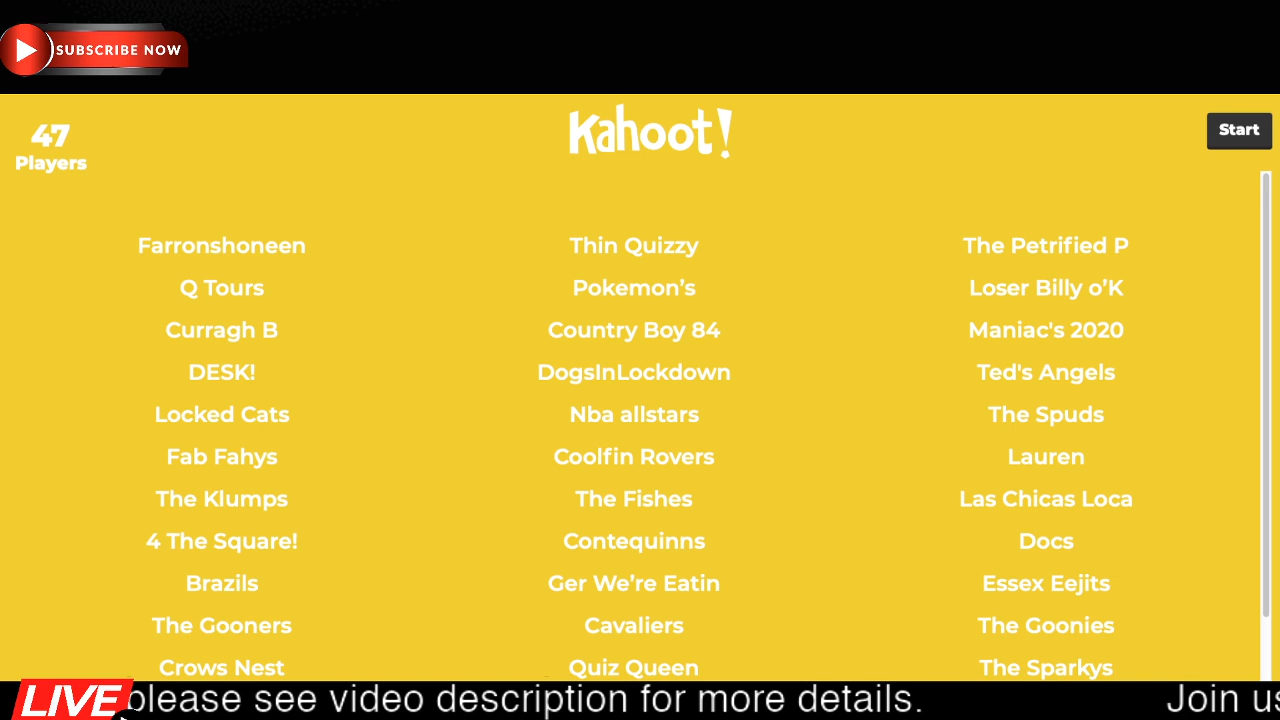 SUBSCRIBE NOW
47
Players
Kahoot!
Start
Farronshoneen Thin Quizzy The Petrified P
Q Tours Pokemon’s Loser Billy o’K
Curragh B Country Boy 84 Maniac's 2020
DESK! DogsInLockdown Ted's Angels
Locked Cats Nba allstars The Spuds
Fab Fahys Coolfin Rovers Lauren
The Klumps The Fishes Las Chicas Loca
4 The Square! Contequinns Docs
Brazils Ger We’re Eatin Essex Eejits
The Gooners Cavaliers The Goonies
Crows Nest Quiz Queen The Sparkys
LIVE please see video description for more details. Join us